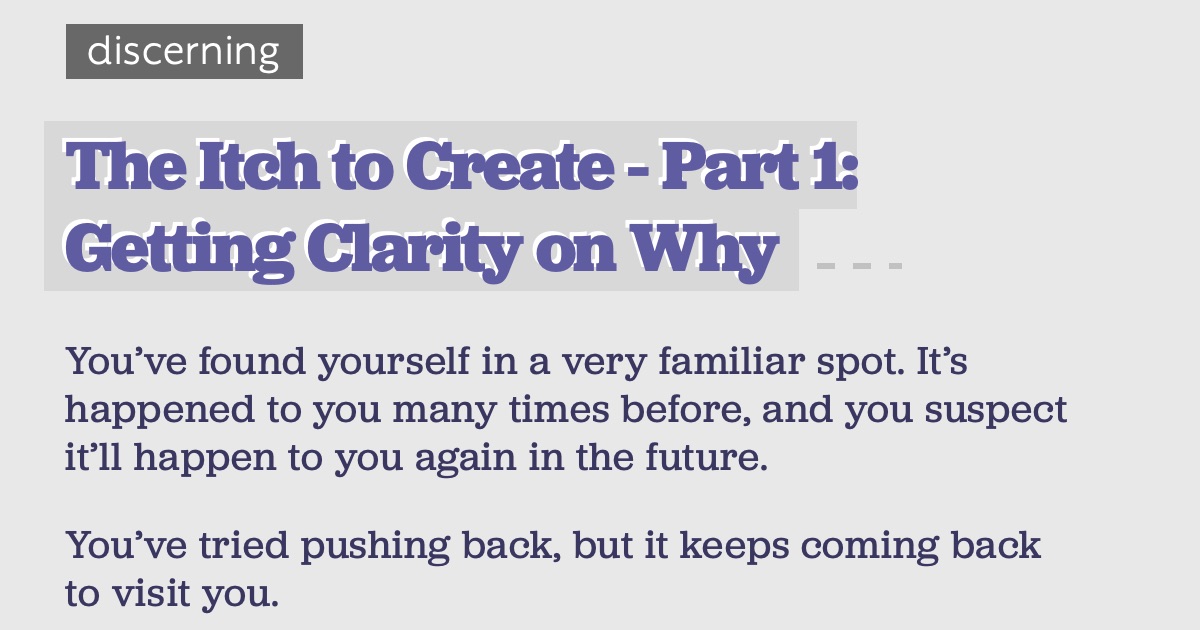 discerning
The Itch to Create - Part 1:
Getting Clarity on Why
You’ve found yourself in a very familiar spot. It’s
happened to you many times before, and you suspect
it’ll happen to you again in the future.
You’ve tried pushing back, but it keeps coming back
to visit you.